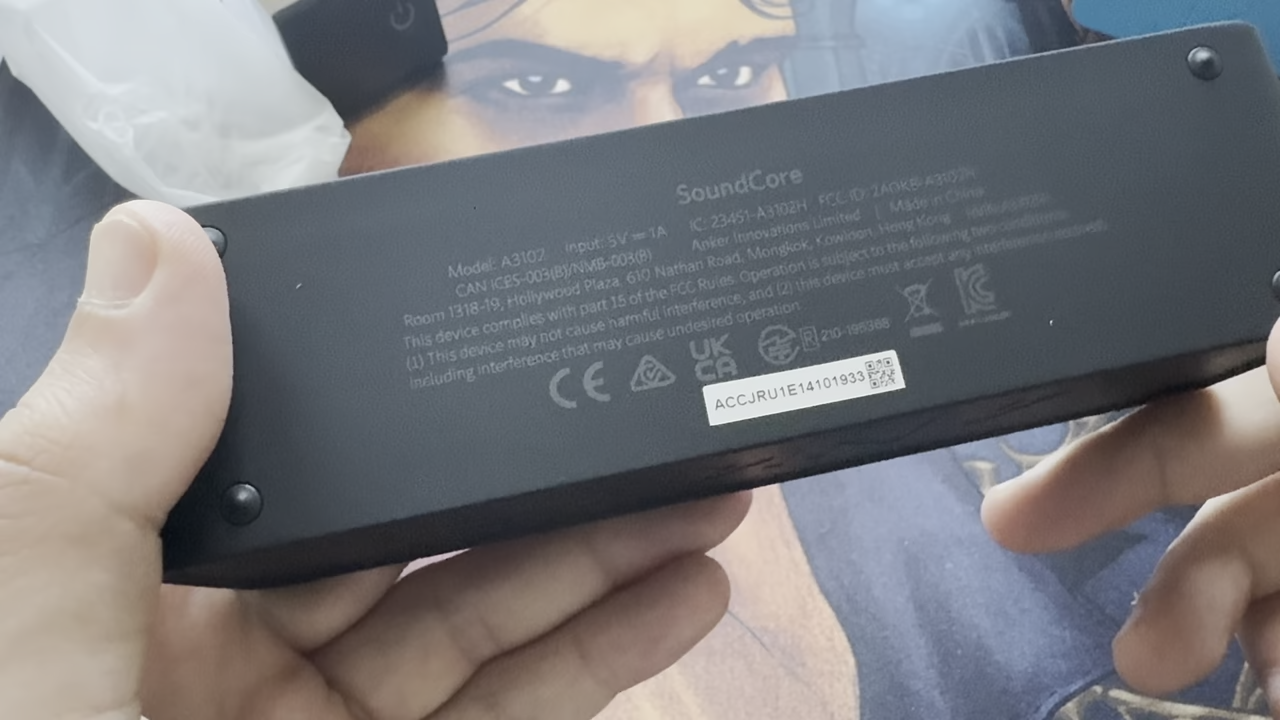 SoundCore
Model: A3102 Input: 5V⎓1A IC: 23451-A3102H FCC ID: 2AOKB-A3102H
CAN ICES-003(B)/NMB-003(B) Anker Innovations Limited | Made in China
Room 1318-19, Hollywood Plaza, 610 Nathan Road, Mongkok, Kowloon, Hong Kong
This device complies with part 15 of the FCC Rules. Operation is subject to the following two conditions:
(1) This device may not cause harmful interference, and (2) this device must accept any interference received,
including interference that may cause undesired operation.
CE UK CA R 210-196368
ACCJRU1E14101933